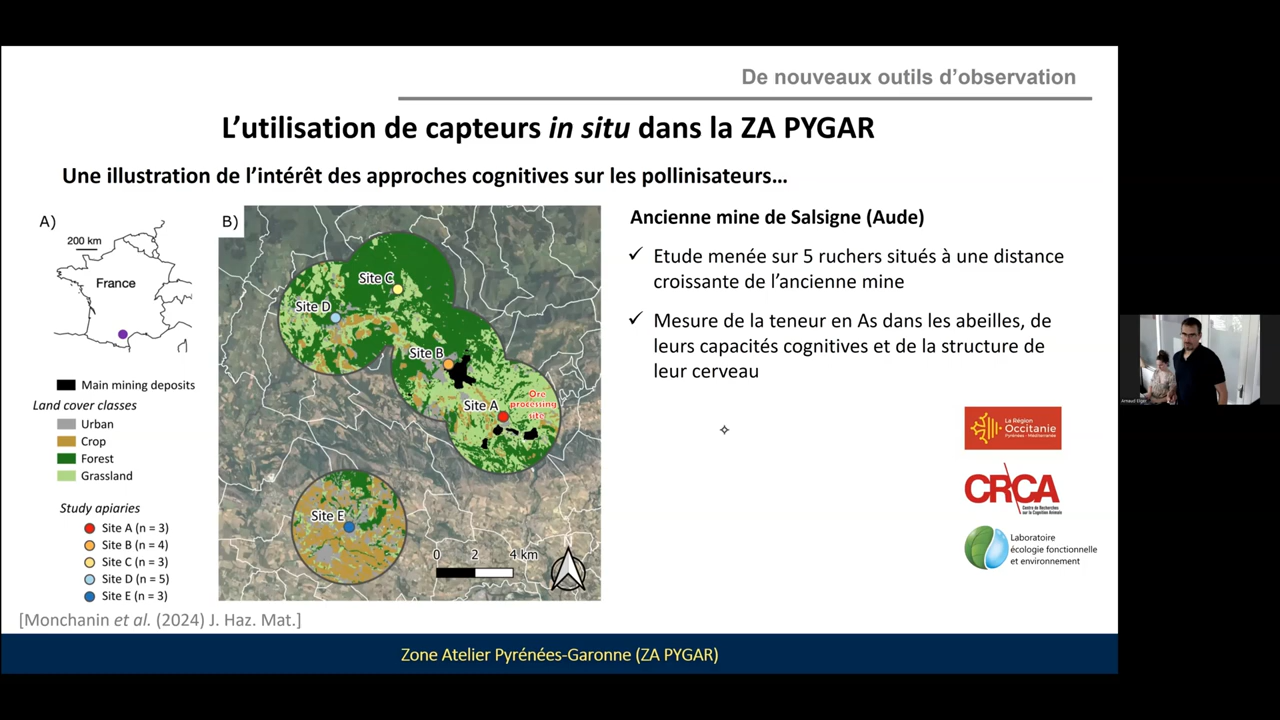 De nouveaux outils d’observation
L’utilisation de capteurs in situ dans la ZA PYGAR
Une illustration de l’intérêt des approches cognitives sur les pollinisateurs…
A)
200 km
France
Main mining deposits
Land cover classes
Urban
Crop
Forest
Grassland
Study apiaries
Site A (n = 3)
Site B (n = 4)
Site C (n = 3)
Site D (n = 5)
Site E (n = 3)
B)
Site C
Site D
Site B
Ore
processing
site
Site A
Site E
0 2 4 km
Ancienne mine de Salsigne (Aude)
✓ Etude menée sur 5 ruchers situés à une distance
croissante de l’ancienne mine
✓ Mesure de la teneur en As dans les abeilles, de
leurs capacités cognitives et de la structure de
leur cerveau
La Région
Occitanie
Pyrénées - Méditerranée
CRCA
Centre de Recherches
sur la Cognition Animale
Laboratoire
écologie fonctionnelle
et environnement
[Monchanin et al. (2024) J. Haz. Mat.]
Zone Atelier Pyrénées-Garonne (ZA PYGAR)
Arnaud Elger